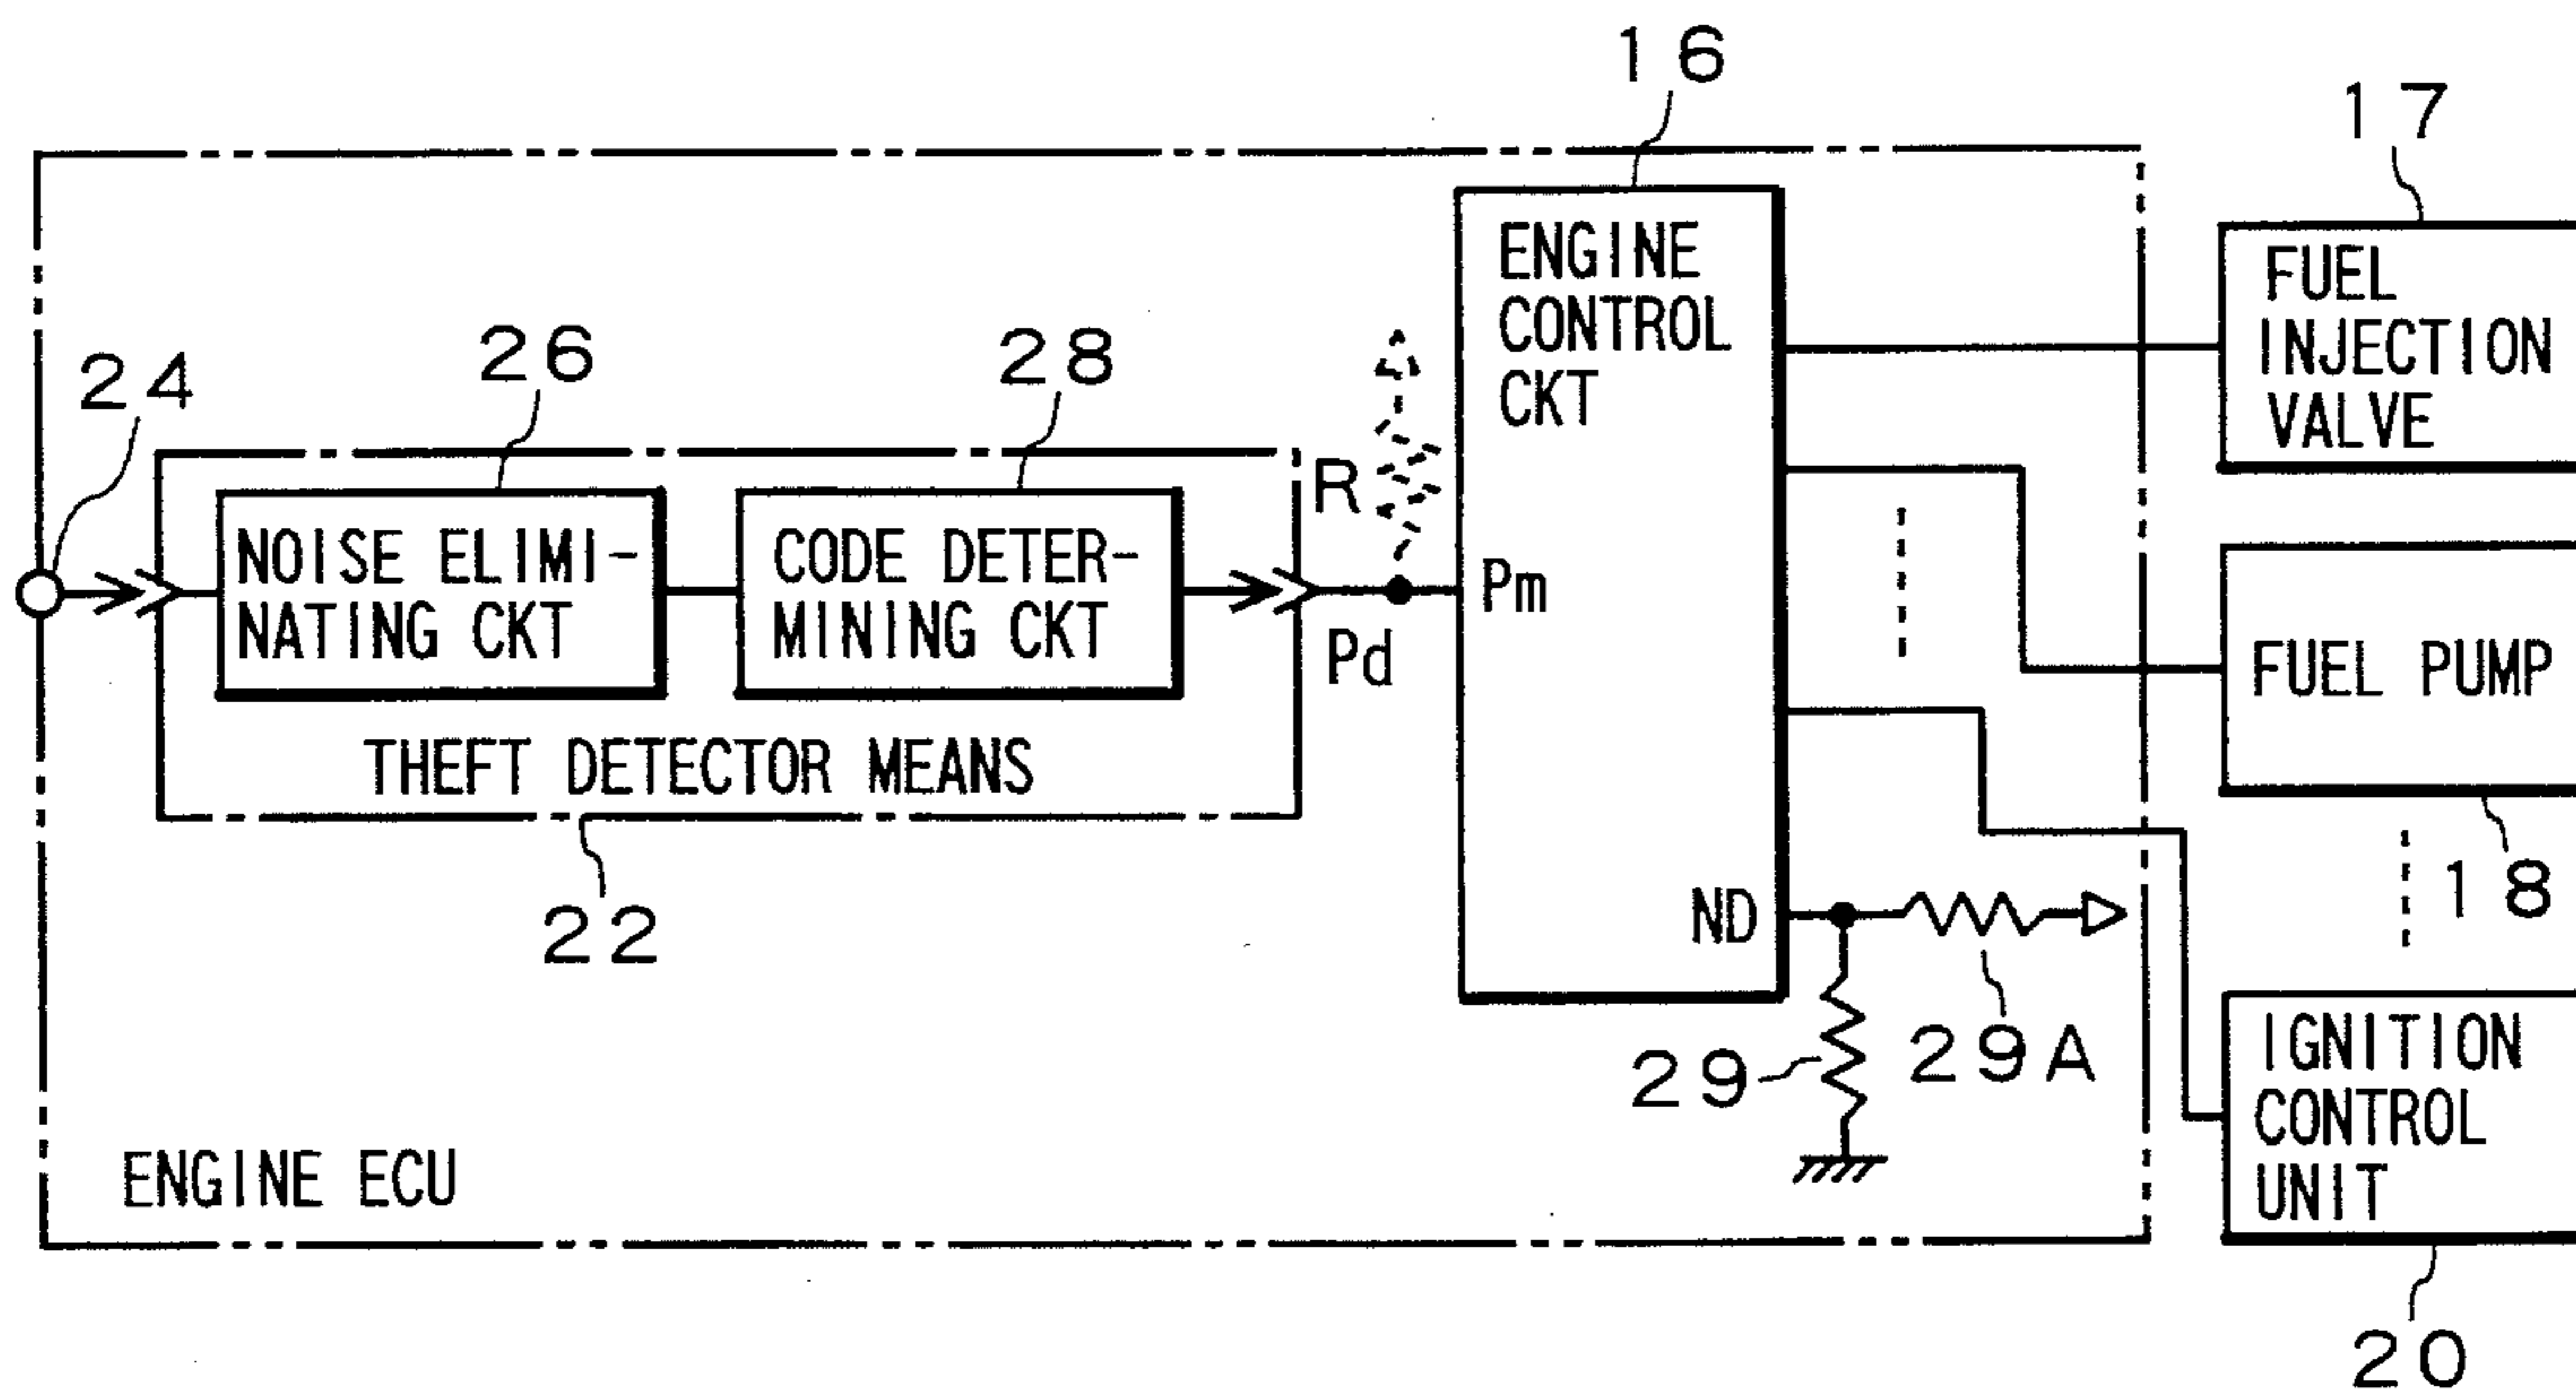 16
17
24
26
28
ENGINE
CONTROL
CKT
FUEL
INJECTION
VALVE
R
NOISE ELIMI-
NATING CKT
CODE DETER-
MINING CKT
Pm
Pd
FUEL PUMP
THEFT DETECTOR MEANS
22
ND
18
29
29A
IGNITION
CONTROL
UNIT
ENGINE ECU
20